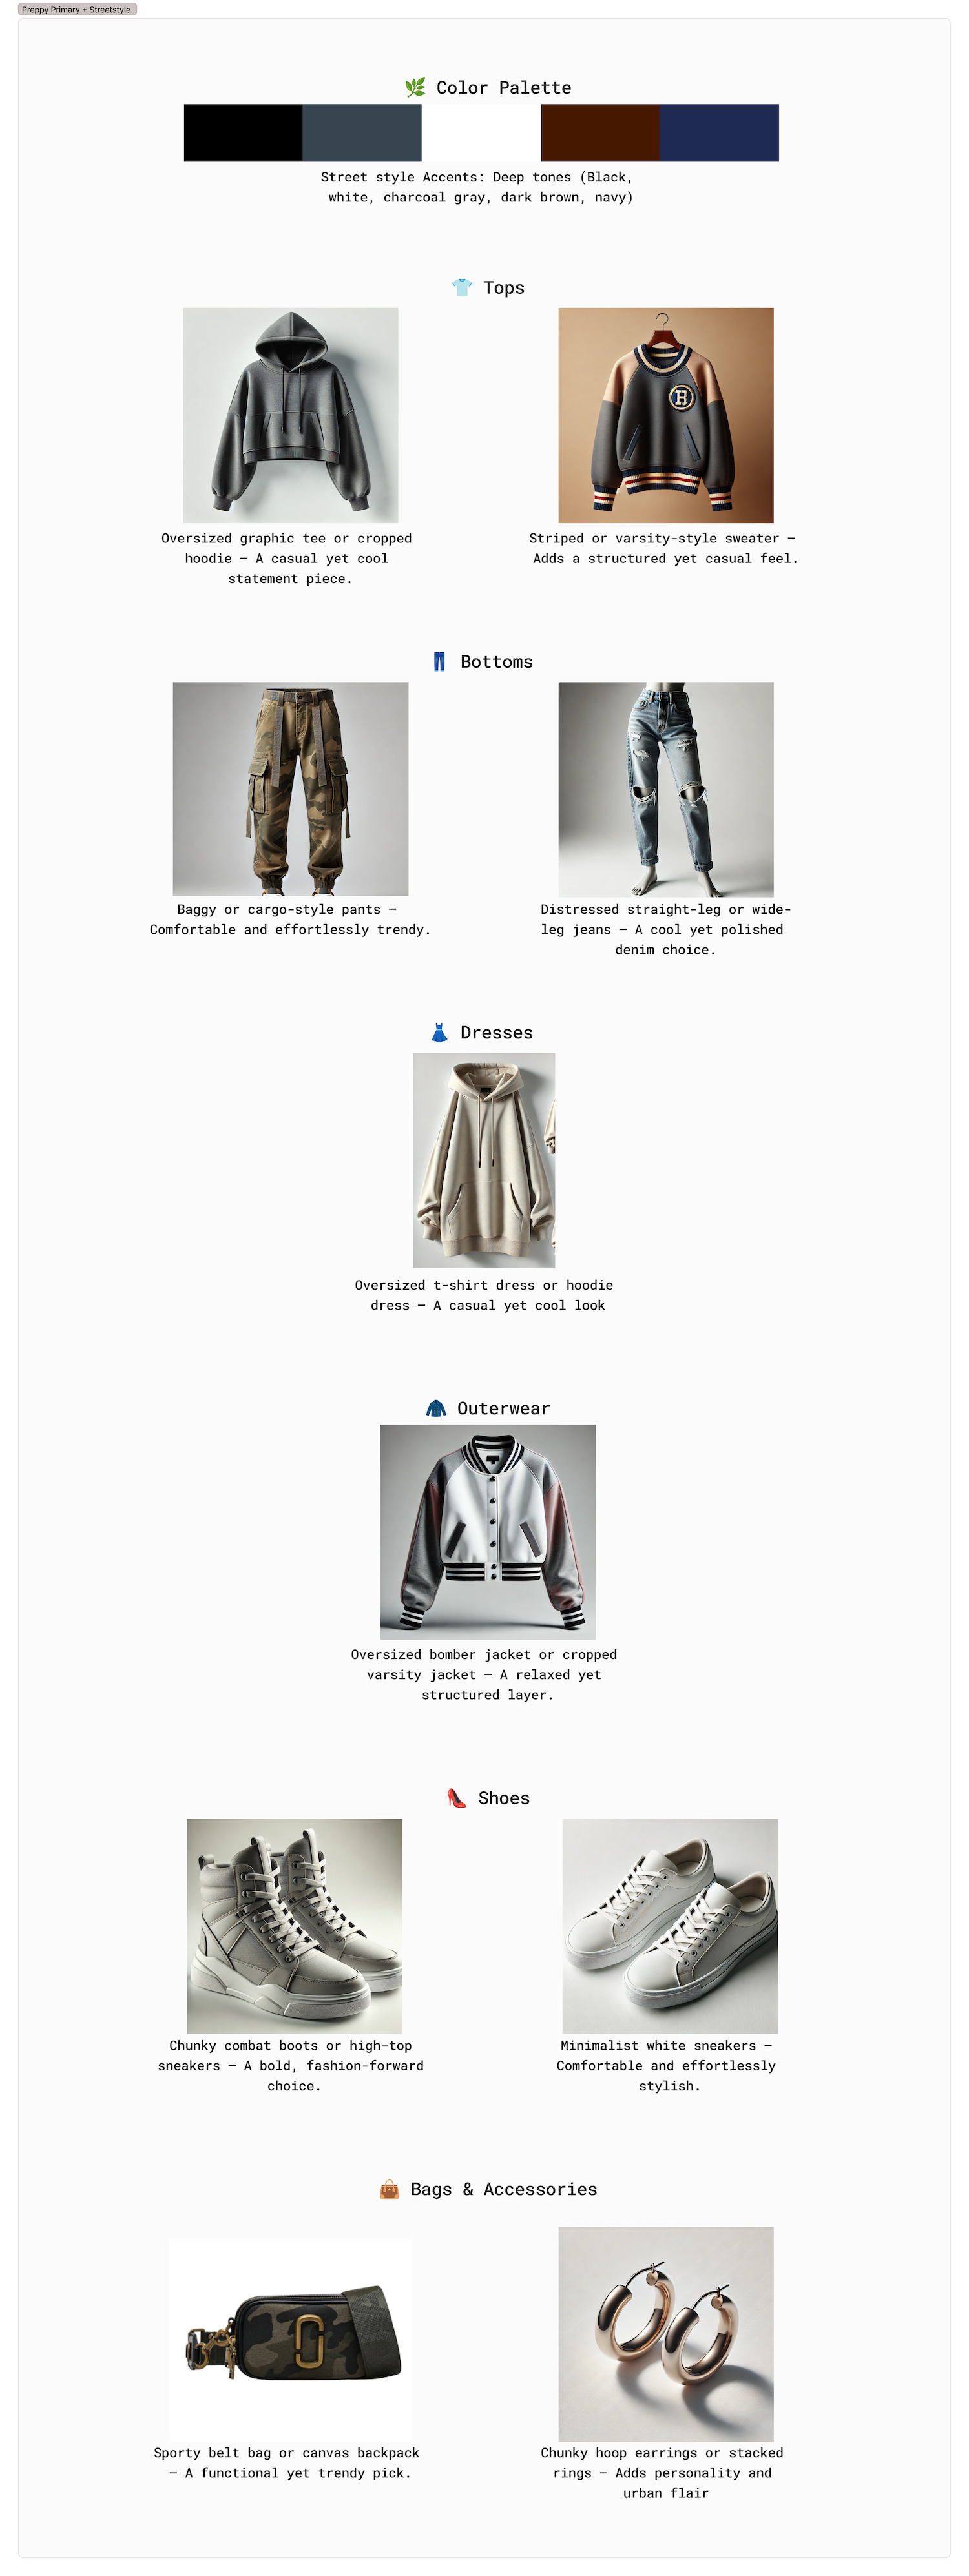 Preppy Primary + Streetstyle
🌿 Color Palette
Street style Accents: Deep tones (Black,
white, charcoal gray, dark brown, navy)
👕 Tops
B
Oversized graphic tee or cropped
hoodie – A casual yet cool
statement piece.
Striped or varsity-style sweater –
Adds a structured yet casual feel.
👖 Bottoms
Baggy or cargo-style pants –
Comfortable and effortlessly trendy.
Distressed straight-leg or wide-
leg jeans – A cool yet polished
denim choice.
👗 Dresses
Oversized t-shirt dress or hoodie
dress – A casual yet cool look
🧥 Outerwear
Oversized bomber jacket or cropped
varsity jacket – A relaxed yet
structured layer.
👠 Shoes
Chunky combat boots or high-top
sneakers – A bold, fashion-forward
choice.
Minimalist white sneakers –
Comfortable and effortlessly
stylish.
👜 Bags & Accessories
Sporty belt bag or canvas backpack
– A functional yet trendy pick.
Chunky hoop earrings or stacked
rings – Adds personality and
urban flair